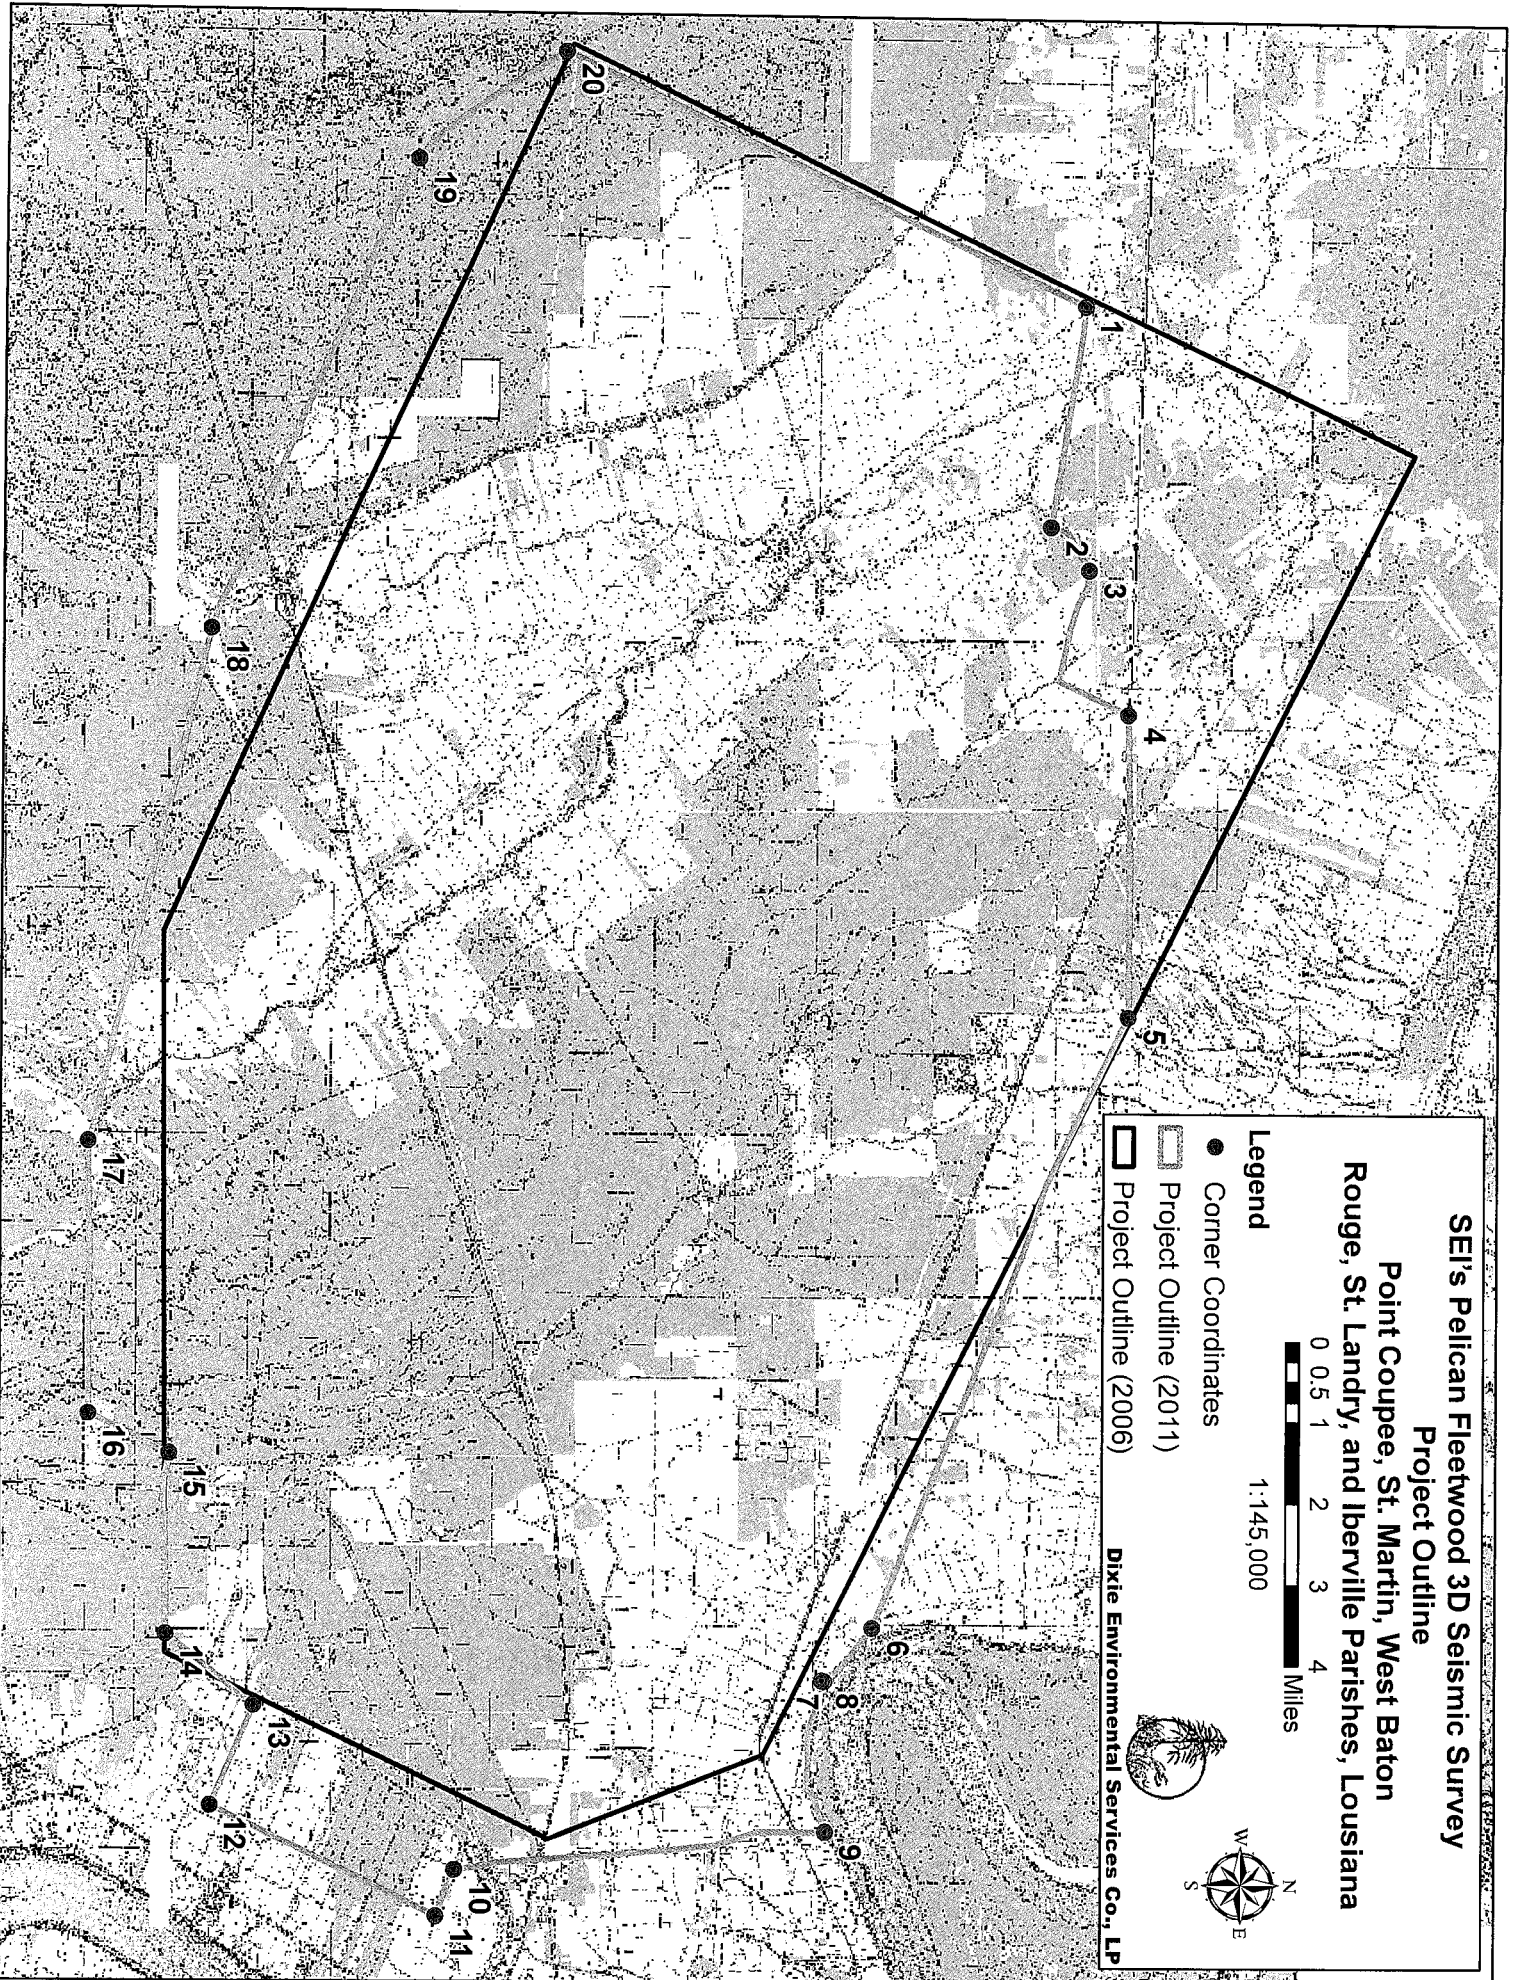 SEI's Pelican Fleetwood 3D Seismic Survey
Project Outline
Point Coupee, St. Martin, West Baton
Rouge, St. Landry, and Iberville Parishes, Lousiana
0 0.5 1 2 3 4
Miles
1:145,000
N
W
E
S
Legend
Corner Coordinates
Project Outline (2011)
Project Outline (2006)
Dixie Environmental Services Co., LP
1
2
3
4
5
6
7
8
9
10
11
12
13
14
15
16
17
18
19
20